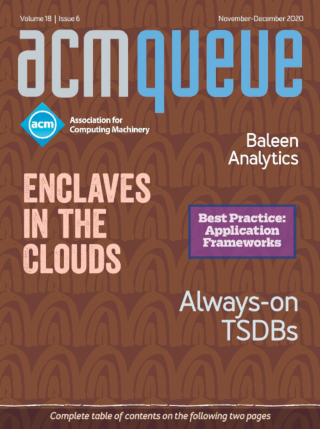 Volume 18 | Issue 6
November-December 2020
acmqueue
acm
Association for
Computing Machinery
Baleen
Analytics
ENCLAVES
IN THE
CLOUDS
Best Practice:
Application
Frameworks
Always-on
TSDBs
Complete table of contents on the following two pages